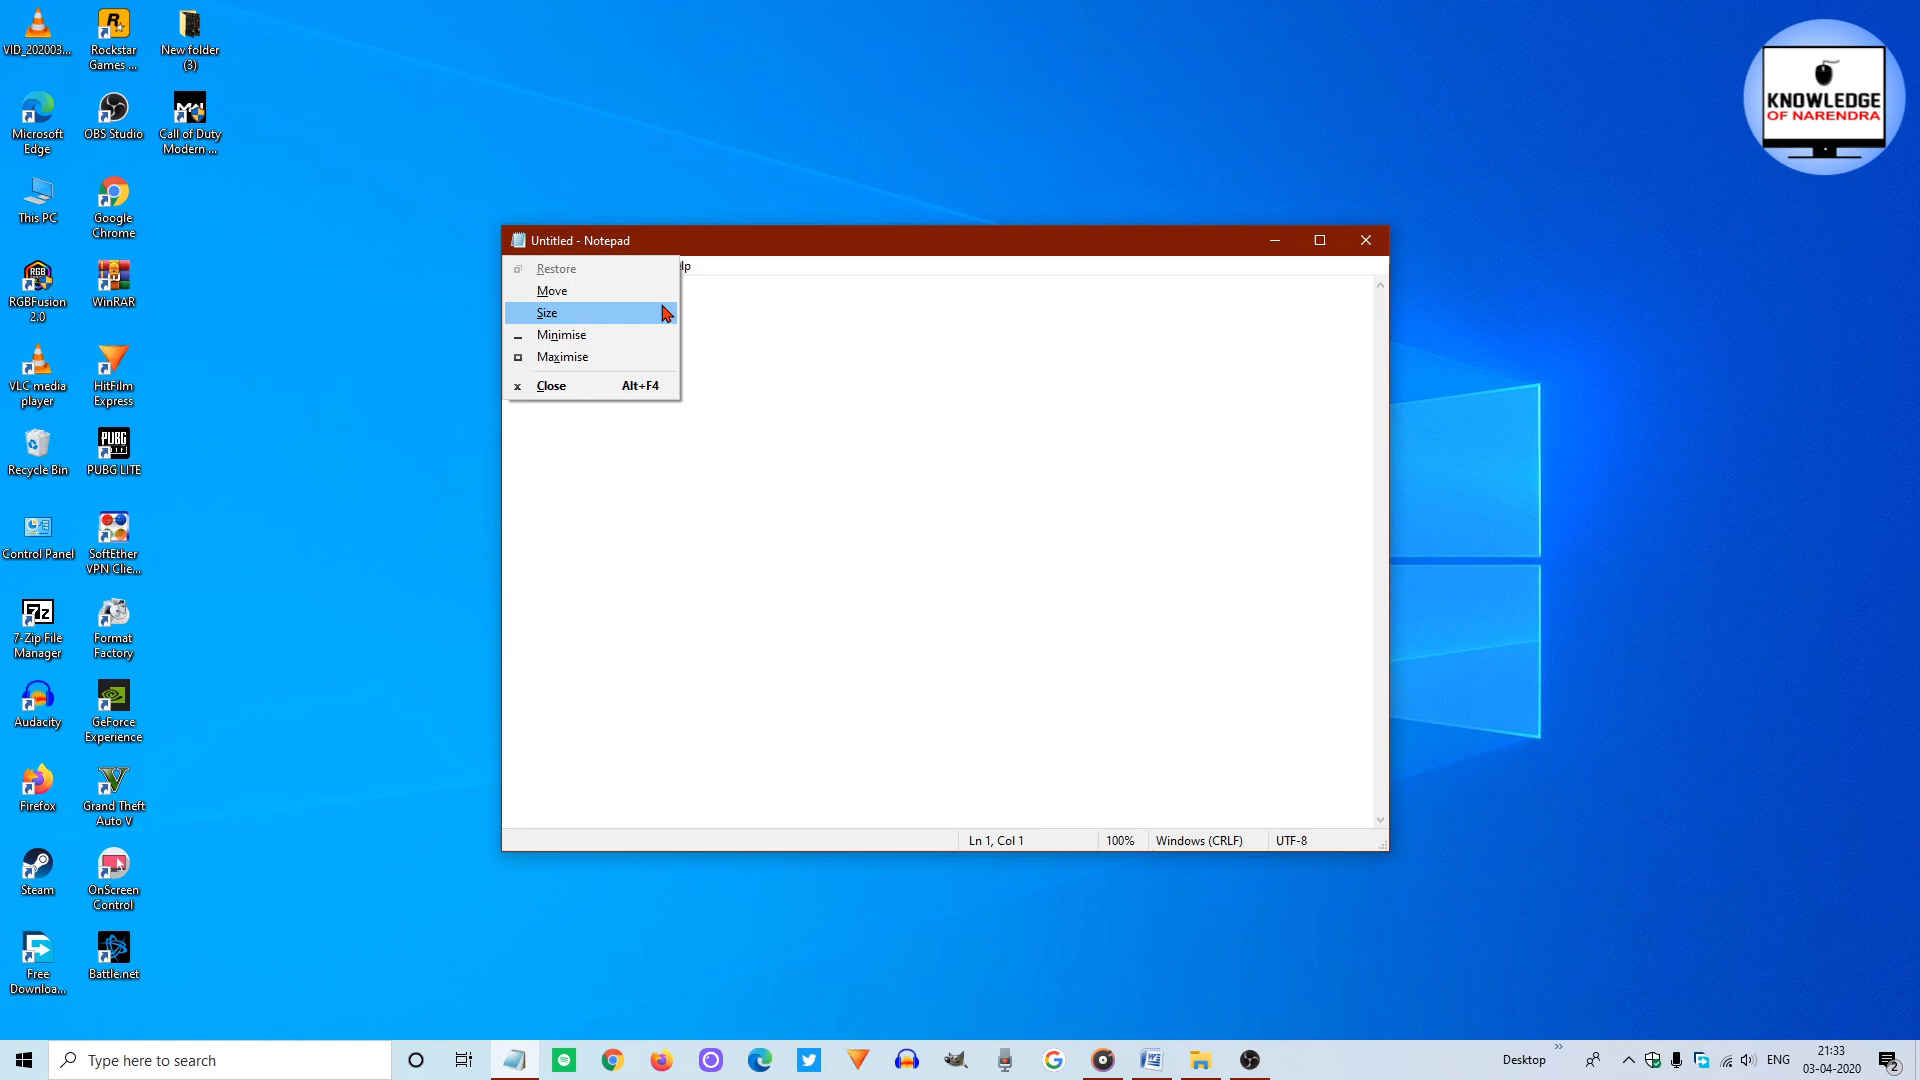 VID_202003...
Rockstar
Games ...
New folder
(3)
Microsoft
Edge
OBS Studio
Call of Duty
Modern ...
This PC
Google
Chrome
RGB
RGBFusion
2.0
WinRAR
VLC media
player
HitFilm
Express
Recycle Bin
PUBG
PUBG LITE
Control Panel
SoftEther
VPN Clie...
7z
7-Zip File
Manager
Format
Factory
Audacity
GeForce
Experience
Firefox
Grand Theft
Auto V
Steam
OnScreen
Control
Free
Downloa...
Battle.net
KNOWLEDGE
OF NARENDRA
Untitled - Notepad
lp
Restore
Move
Size
Minimise
Maximise
Close Alt+F4
Ln 1, Col 1 100% Windows (CRLF) UTF-8
Type here to search
Desktop
ENG
21:33
03-04-2020
2